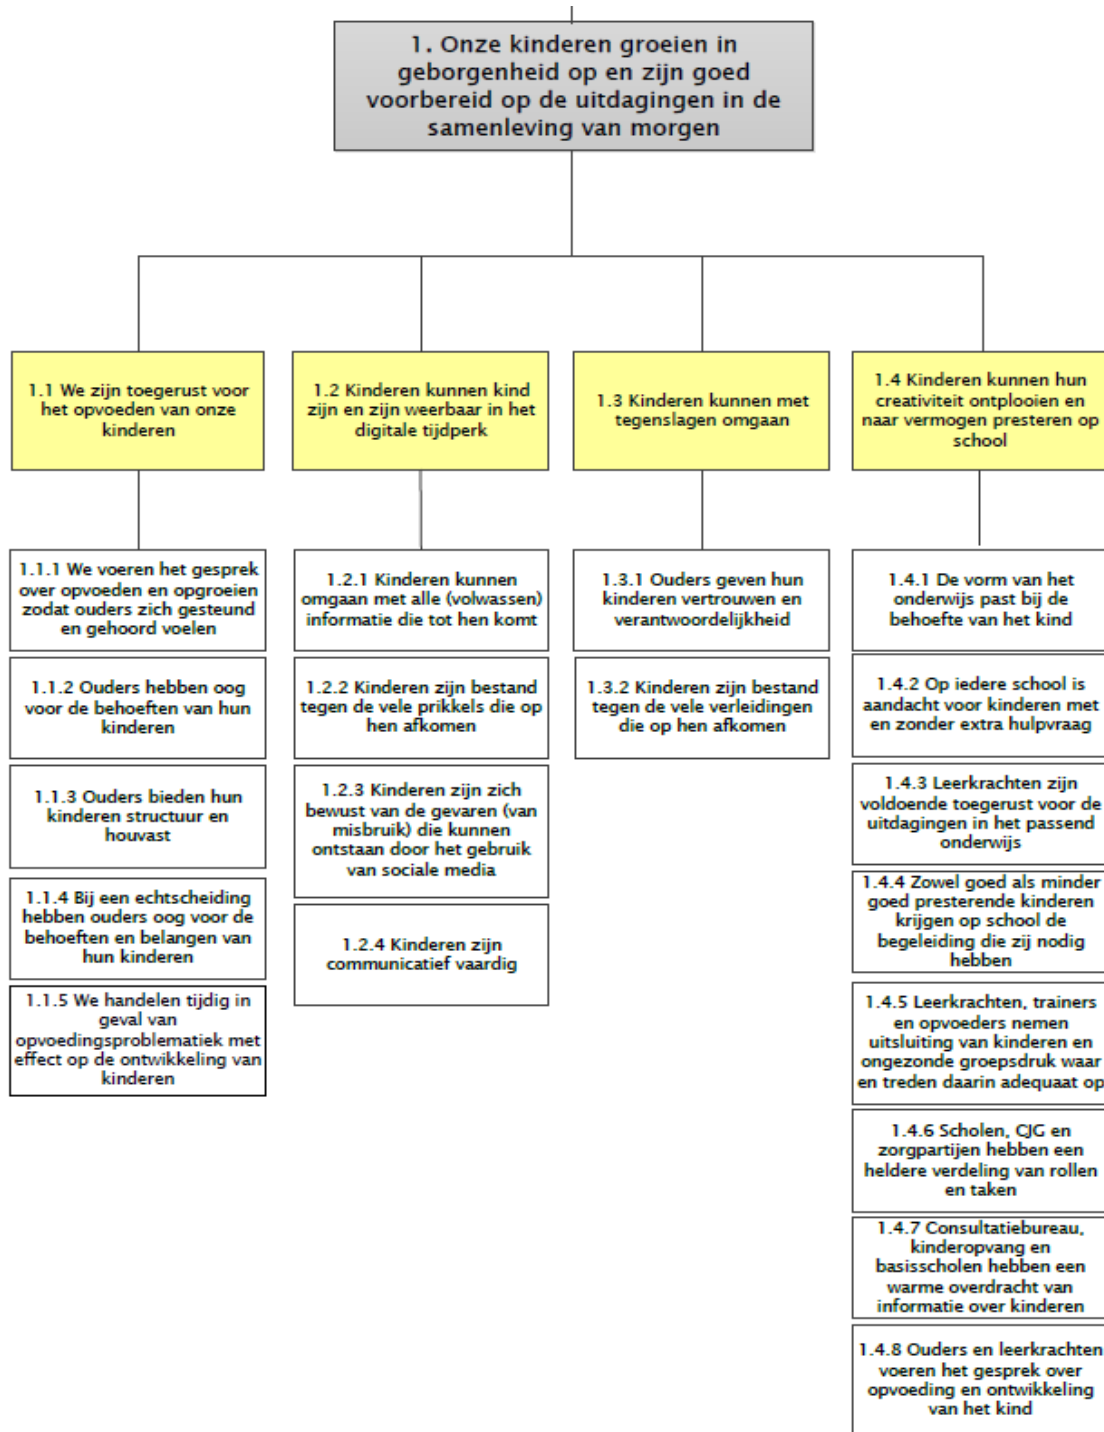 1. Onze kinderen groeien in
geborgenheid op en zijn goed
voorbereid op de uitdagingen in de
samenleving van morgen
1.1 We zijn toegerust voor
het opvoeden van onze
kinderen
1.1.1 We voeren het gesprek
over opvoeden en opgroeien
zodat ouders zich gesteund
en gehoord voelen
1.1.2 Ouders hebben oog
voor de behoeften van hun
kinderen
1.1.3 Ouders bieden hun
kinderen structuur en
houvast
1.1.4 Bij een echtscheiding
hebben ouders oog voor de
behoeften en belangen van
hun kinderen
1.1.5 We handelen tijdig in
geval van
opvoedingsproblematiek met
effect op de ontwikkeling van
kinderen
1.2 Kinderen kunnen kind
zijn en zijn weerbaar in het
digitale tijdperk
1.2.1 Kinderen kunnen
omgaan met alle (volwassen)
informatie die tot hen komt
1.2.2 Kinderen zijn bestand
tegen de vele prikkels die op
hen afkomen
1.2.3 Kinderen zijn zich
bewust van de gevaren (van
misbruik) die kunnen
ontstaan door het gebruik
van sociale media
1.2.4 Kinderen zijn
communicatief vaardig
1.3 Kinderen kunnen met
tegenslagen omgaan
1.3.1 Ouders geven hun
kinderen vertrouwen en
verantwoordelijkheid
1.3.2 Kinderen zijn bestand
tegen de vele verleidingen
die op hen afkomen
1.4 Kinderen kunnen hun
creativiteit ontplooien en
naar vermogen presteren op
school
1.4.1 De vorm van het
onderwijs past bij de
behoefte van het kind
1.4.2 Op iedere school is
aandacht voor kinderen met
en zonder extra hulpvraag
1.4.3 Leerkrachten zijn
voldoende toegerust voor de
uitdagingen in het passend
onderwijs
1.4.4 Zowel goed als minder
goed presterende kinderen
krijgen op school de
begeleiding die zij nodig
hebben
1.4.5 Leerkrachten, trainers
en opvoeders nemen
uitsluiting van kinderen en
ongezonde groepsdruk waar
en treden daarin adequaat op
1.4.6 Scholen, CJG en
zorgpartijen hebben een
heldere verdeling van rollen
en taken
1.4.7 Consultatiebureau,
kinderopvang en
basisscholen hebben een
warme overdracht van
informatie over kinderen
1.4.8 Ouders en leerkrachten
voeren het gesprek over
opvoeding en ontwikkeling
van het kind